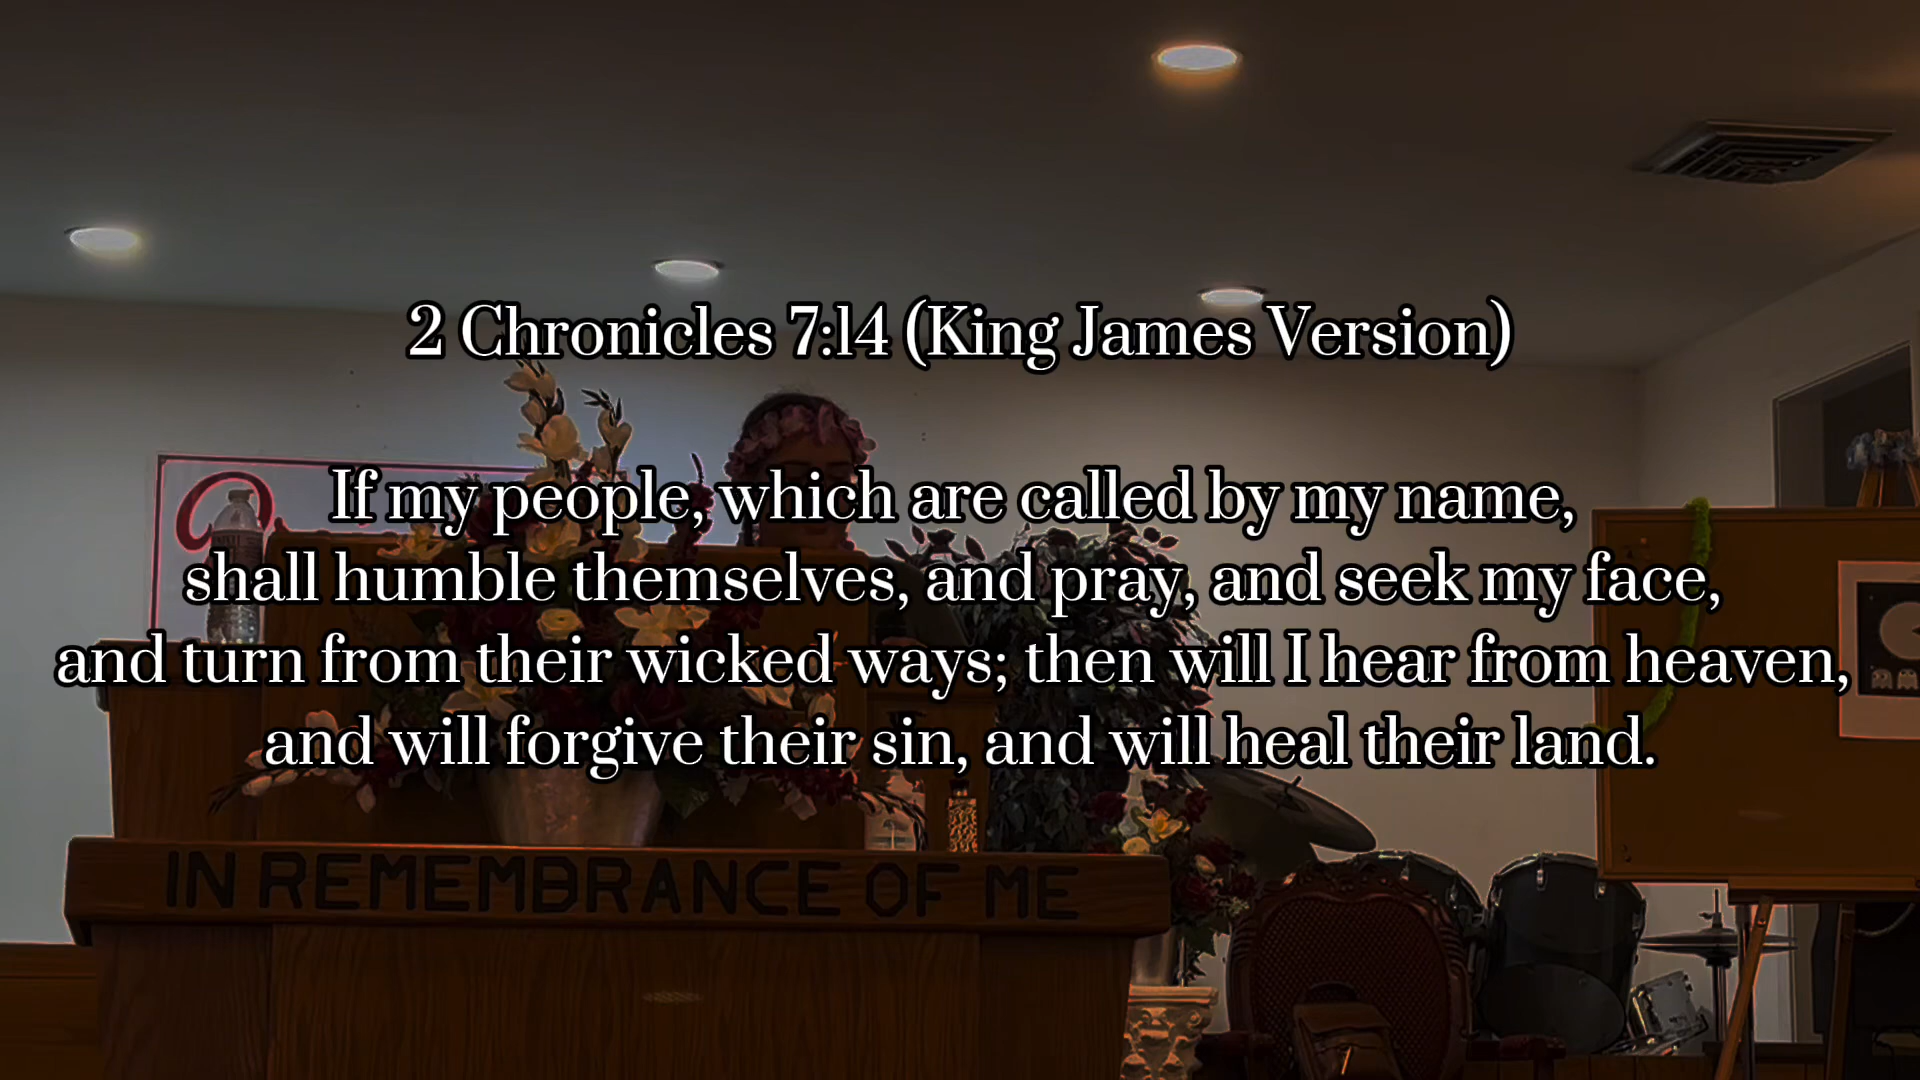 2 Chronicles 7:14 (King James Version)
If my people, which are called by my name,
shall humble themselves, and pray, and seek my face,
and turn from their wicked ways; then will I hear from heaven,
and will forgive their sin, and will heal their land.
IN REMEMBRANCE OF ME